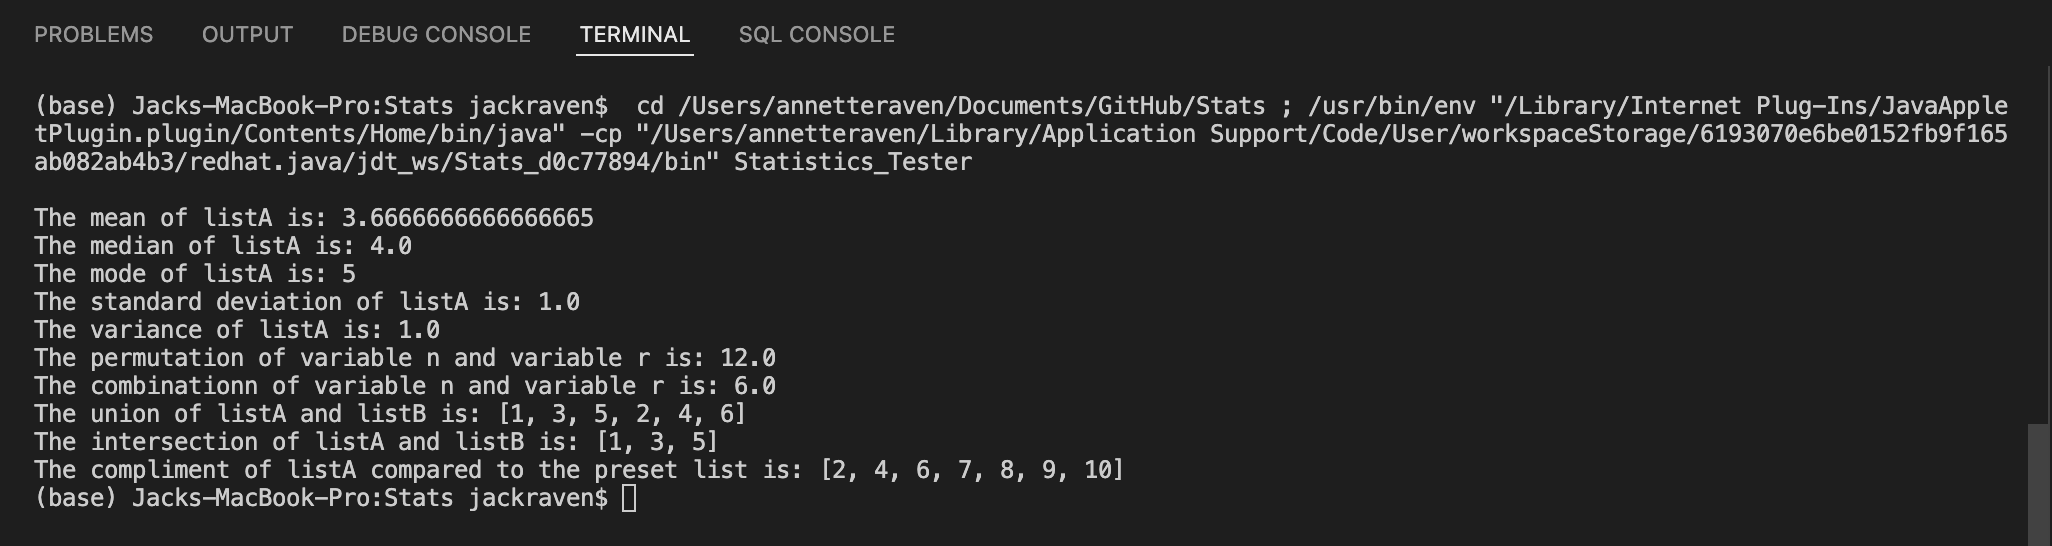 PROBLEMS OUTPUT DEBUG CONSOLE TERMINAL SQL CONSOLE
(base) Jacks-MacBook-Pro:Stats jackraven$  cd /Users/annetteraven/Documents/GitHub/Stats ; /usr/bin/env "/Library/Internet Plug-Ins/JavaApple
tPlugin.plugin/Contents/Home/bin/java" -cp "/Users/annetteraven/Library/Application Support/Code/User/workspaceStorage/6193070e6be0152fb9f165
ab082ab4b3/redhat.java/jdt_ws/Stats_d0c77894/bin" Statistics_Tester
The mean of listA is: 3.6666666666666665
The median of listA is: 4.0
The mode of listA is: 5
The standard deviation of listA is: 1.0
The variance of listA is: 1.0
The permutation of variable n and variable r is: 12.0
The combinationn of variable n and variable r is: 6.0
The union of listA and listB is: [1, 3, 5, 2, 4, 6]
The intersection of listA and listB is: [1, 3, 5]
The compliment of listA compared to the preset list is: [2, 4, 6, 7, 8, 9, 10]
(base) Jacks-MacBook-Pro:Stats jackraven$